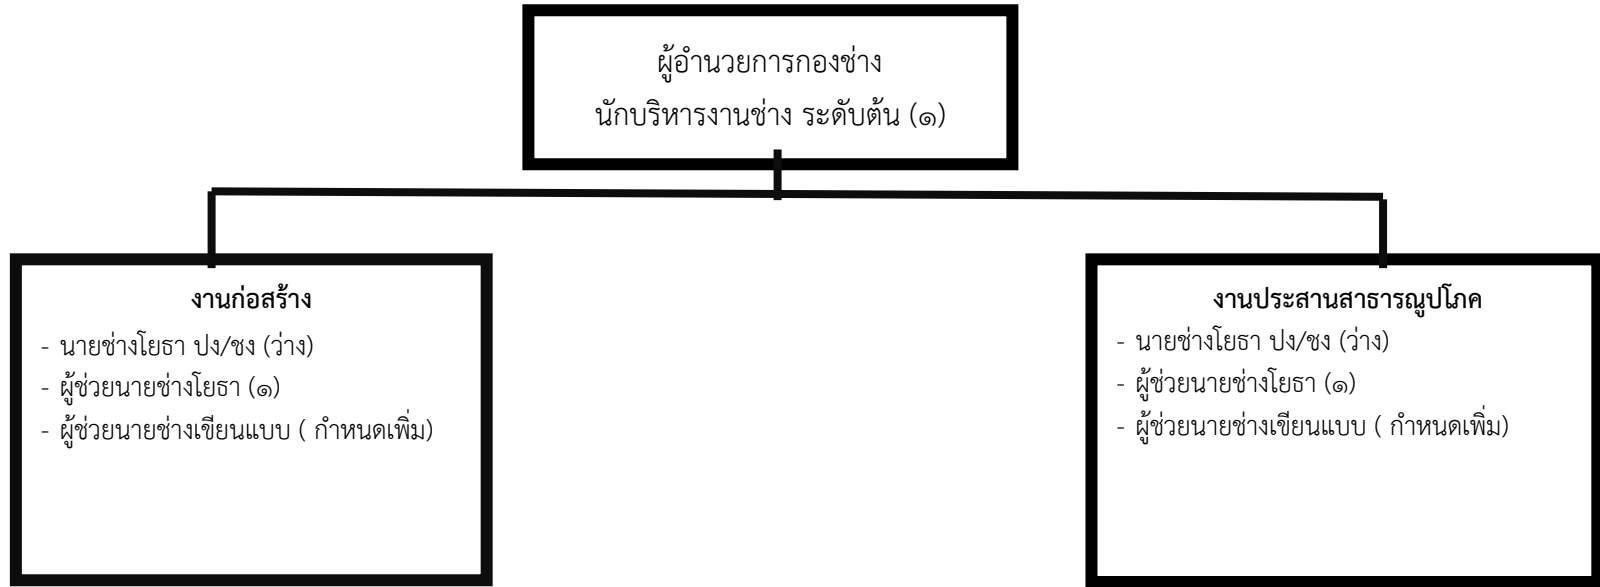 ผู้อำนวยการกองช่าง
นักบริหารงานช่าง ระดับต้น (๑)
งานก่อสร้าง
- นายช่างโยธา ปง/ชง (ว่าง)
- ผู้ช่วยนายช่างโยธา (๑)
- ผู้ช่วยนายช่างเขียนแบบ ( กำหนดเพิ่ม)
งานประสานสาธารณูปโภค
- นายช่างโยธา ปง/ชง (ว่าง)
- ผู้ช่วยนายช่างโยธา (๑)
- ผู้ช่วยนายช่างเขียนแบบ ( กำหนดเพิ่ม)